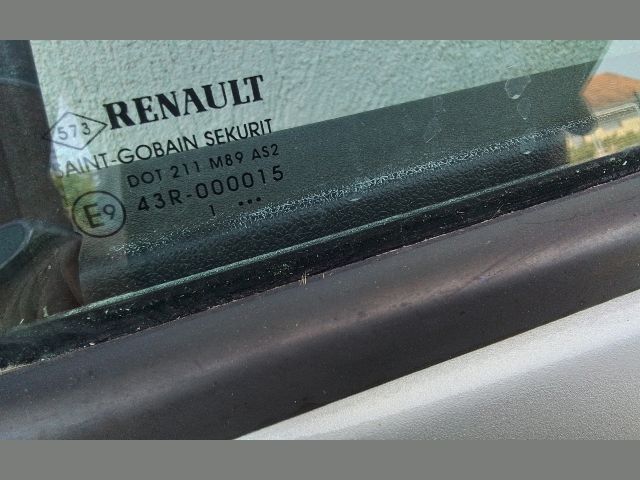 573 RENAULT
SAINT-GOBAIN SEKURIT
DOT 211 M89 AS2
E9 43R-000015
1 ...